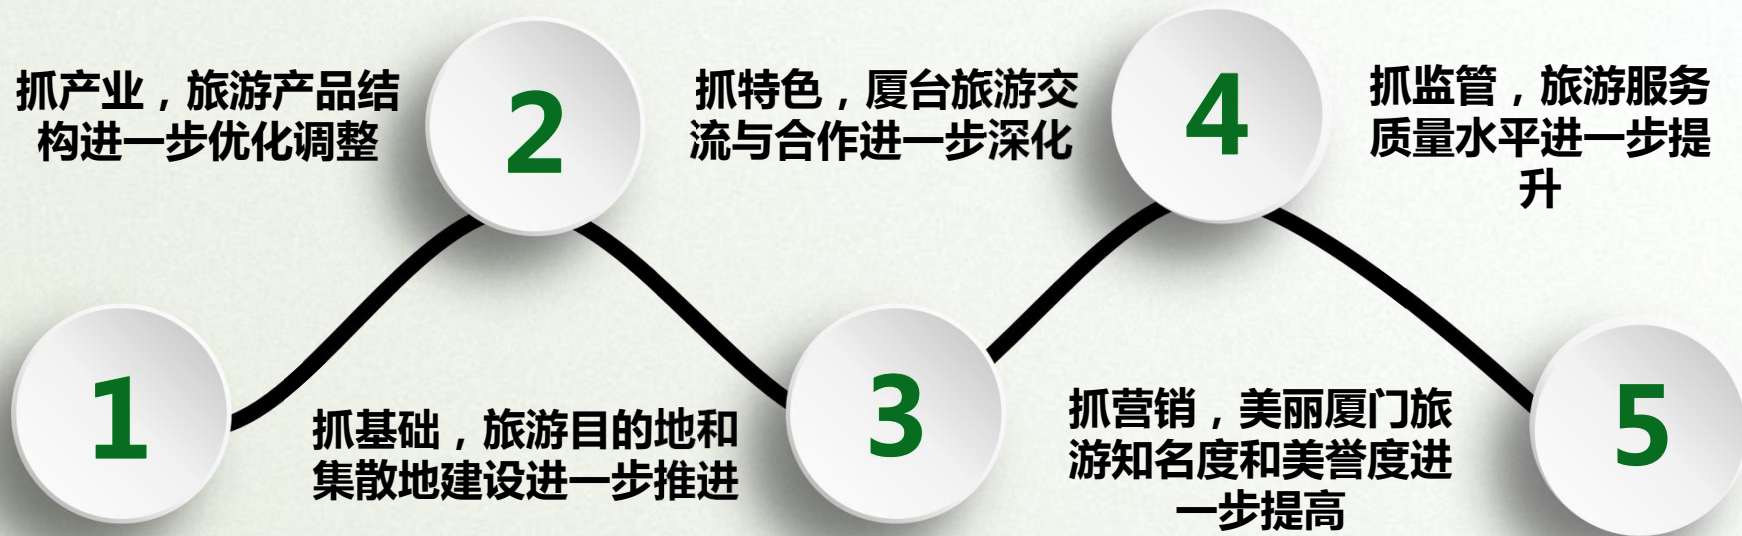 抓产业，旅游产品结
构进一步优化调整
2
抓特色，厦台旅游交
流与合作进一步深化
4
抓监管，旅游服务
质量水平进一步提
升
1
抓基础，旅游目的地和
集散地建设进一步推进
3
抓营销，美丽厦门旅
游知名度和美誉度进
一步提高
5